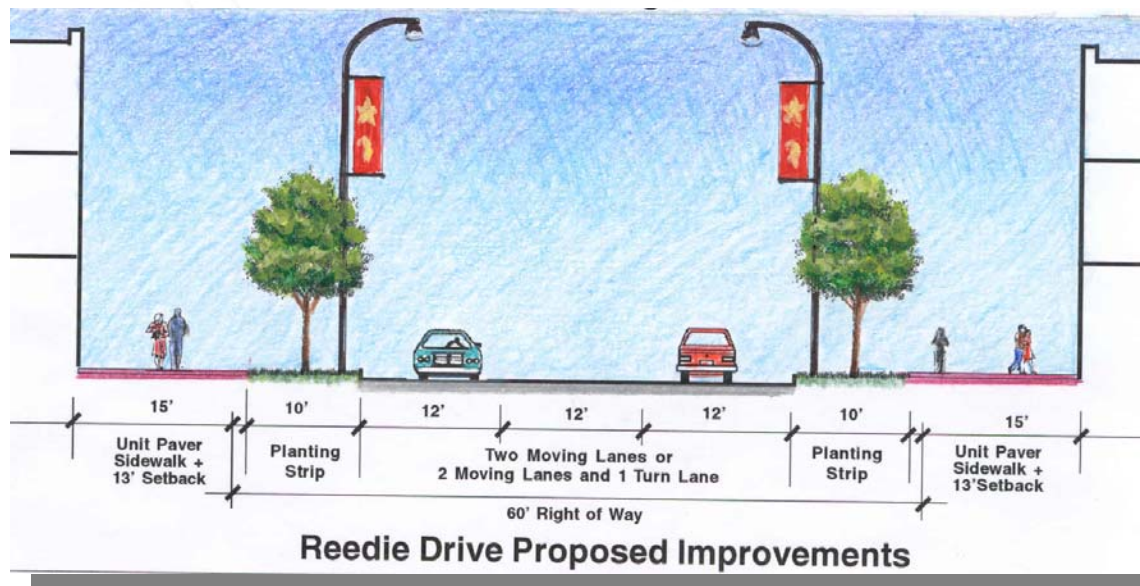 15' 10' 12' 12' 12' 10' 15'
Unit Paver
Sidewalk +
13' Setback
Planting
Strip
Two Moving Lanes or
2 Moving Lanes and 1 Turn Lane
Planting
Strip
Unit Paver
Sidewalk +
13'Setback
60' Right of Way
Reedie Drive Proposed Improvements